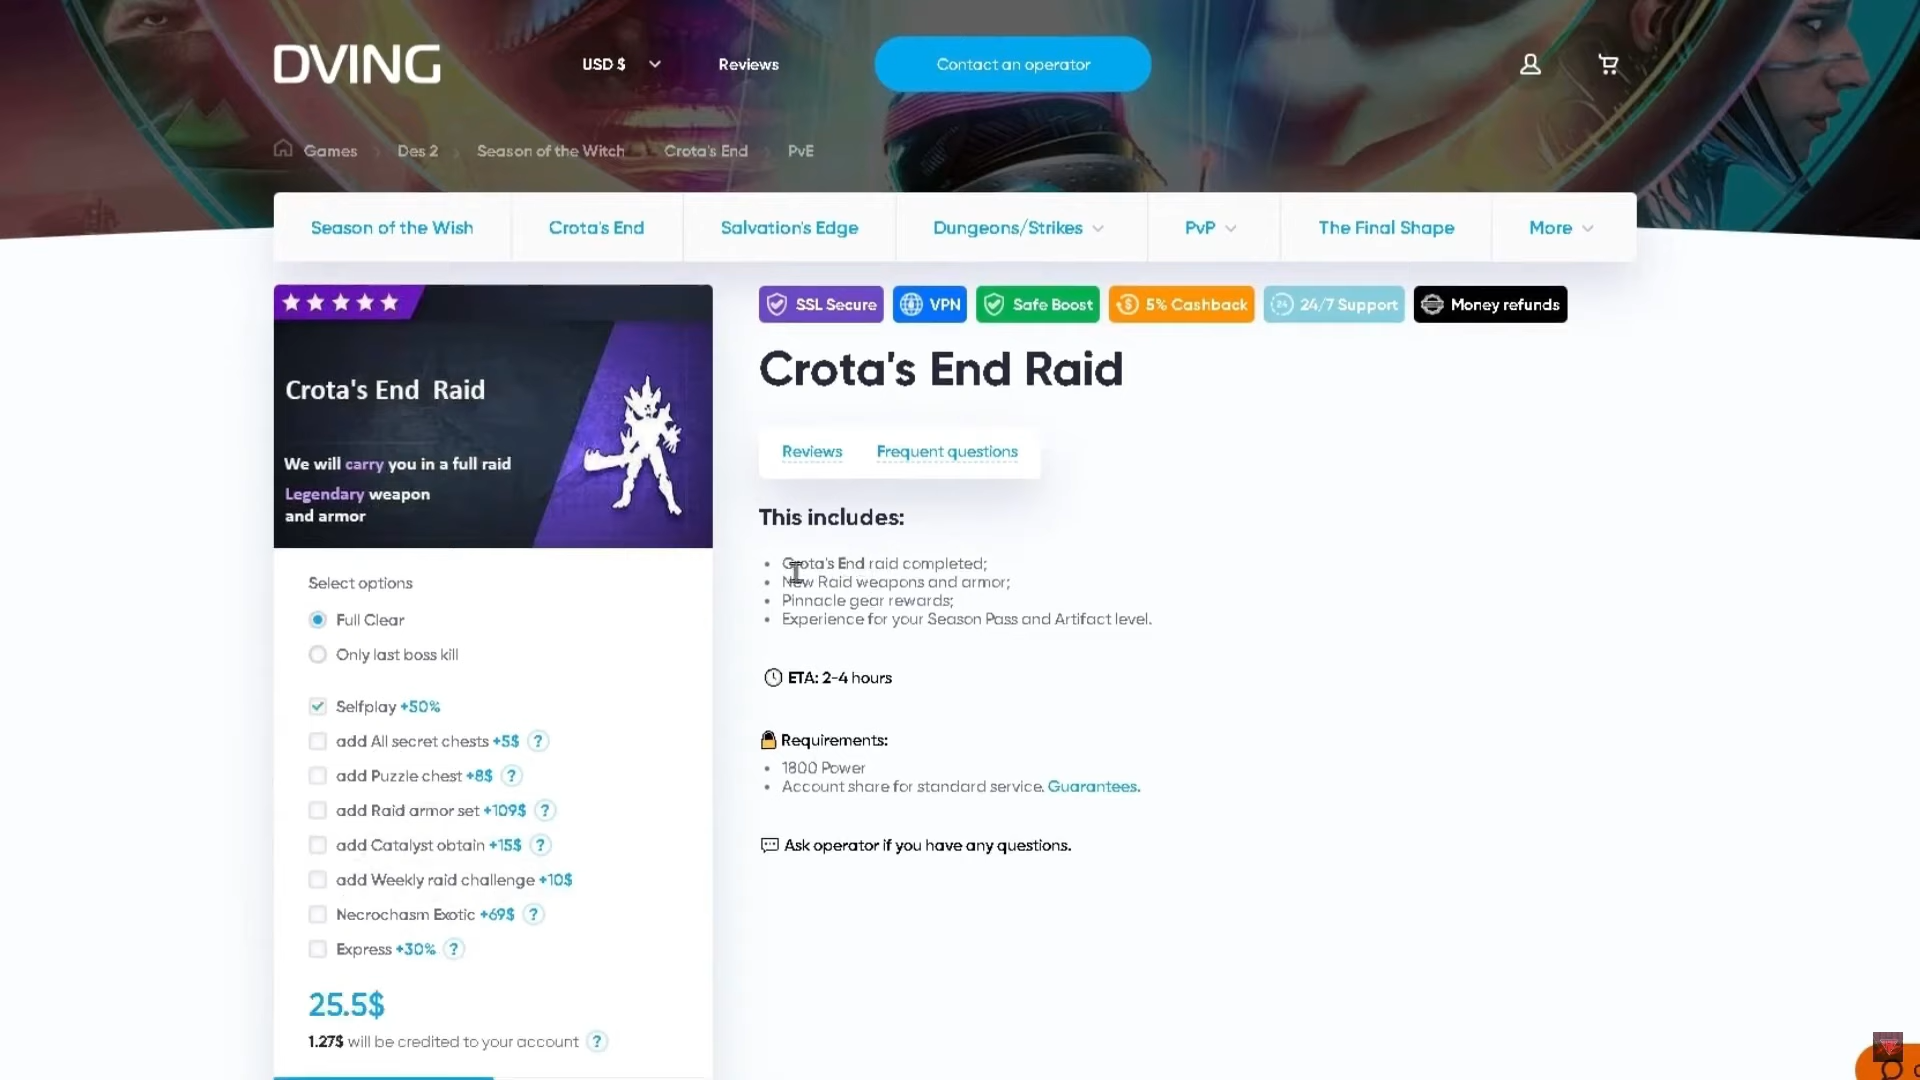 DVING
USD $
Reviews
Contact an operator
Games
Des 2
Season of the Witch
Crota's End
PvE
Season of the Wish
Crota's End
Salvation's Edge
Dungeons/Strikes
PvP
The Final Shape
More
SSL Secure
VPN
Safe Boost
5% Cashback
24/7 Support
Money refunds
Crota's End Raid
We will carry you in a full raid
Legendary weapon
and armor
Crota's End Raid
Reviews
Frequent questions
This includes:
Crota's End raid completed;
New Raid weapons and armor;
Pinnacle gear rewards;
Experience for your Season Pass and Artifact level.
ETA: 2-4 hours
Requirements:
1800 Power
Account share for standard service. Guarantees.
Ask operator if you have any questions.
Select options
Full Clear
Only last boss kill
Selfplay +50%
add All secret chests +5$ ?
add Puzzle chest +8$ ?
add Raid armor set +109$ ?
add Catalyst obtain +15$ ?
add Weekly raid challenge +10$
Necrochasm Exotic +69$ ?
Express +30% ?
25.5$
1.27$ will be credited to your account ?